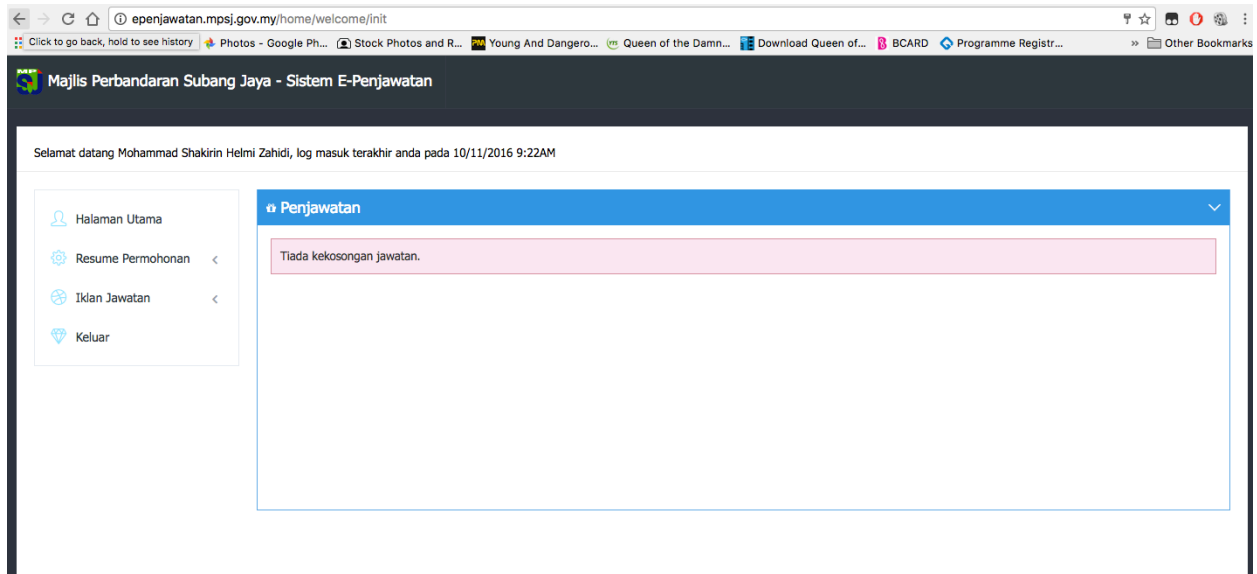 epenjawatan.mpsj.gov.my/home/welcome/init
Click to go back, hold to see history Photos - Google Ph... Stock Photos and R... Young And Dangero... Queen of the Damn... Download Queen of... BCARD Programme Registr... » Other Bookmarks
Majlis Perbandaran Subang Jaya - Sistem E-Penjawatan
Selamat datang Mohammad Shakirin Helmi Zahidi, log masuk terakhir anda pada 10/11/2016 9:22AM
Halaman Utama
Resume Permohonan
Iklan Jawatan
Keluar
Penjawatan
Tiada kekosongan jawatan.